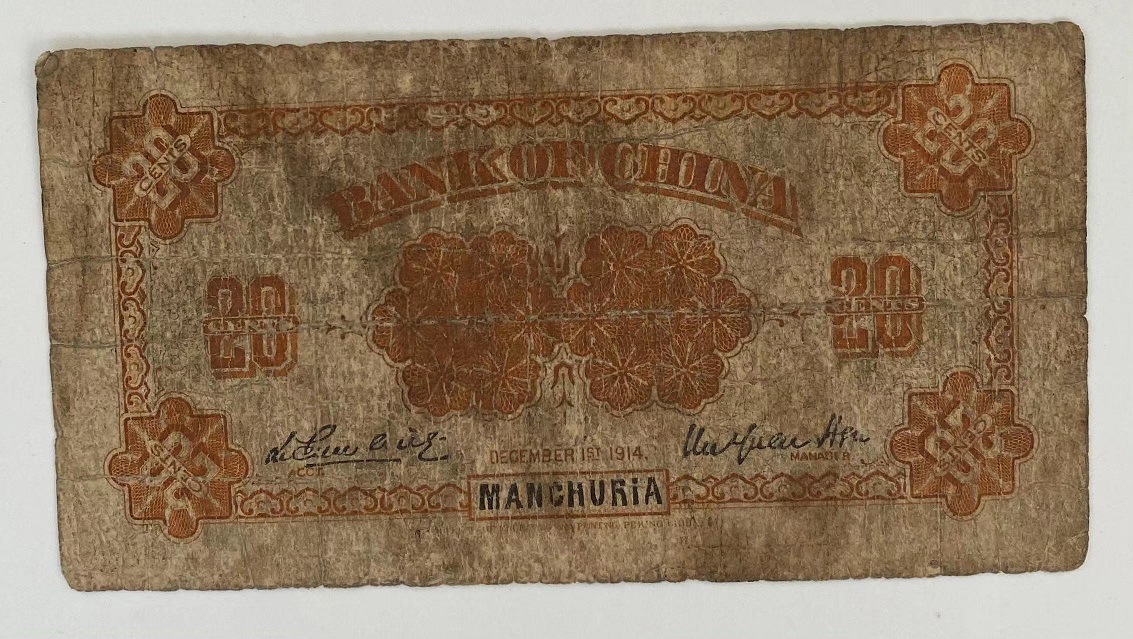 20 CENTS
20 CENTS
BANK OF CHINA
20 CENTS
20 CENTS
DECEMBER 1ST 1914.
MANAGER
MANCHURIA
20 CENTS
20 CENTS